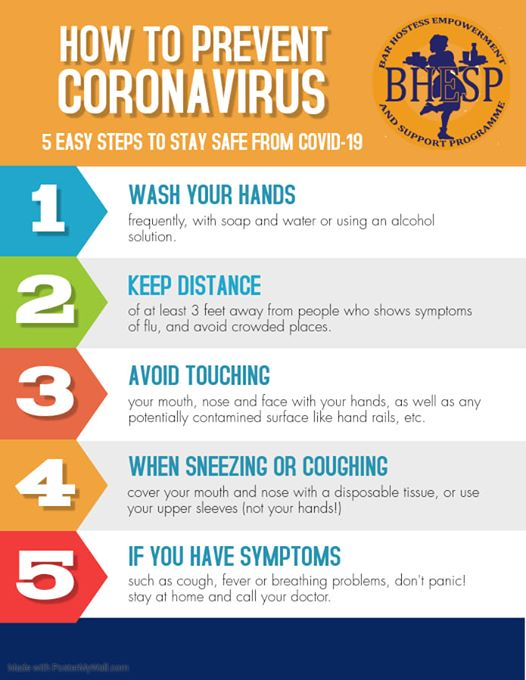 HOW TO PREVENT
CORONAVIRUS
5 EASY STEPS TO STAY SAFE FROM COVID-19
BAR HOSTESS EMPOWERMENT
BHESP
AND SUPPORT PROGRAMME
1
WASH YOUR HANDS
frequently, with soap and water or using an alcohol
solution.
2
KEEP DISTANCE
of at least 3 feet away from people who shows symptoms
of flu, and avoid crowded places.
3
AVOID TOUCHING
your mouth, nose and face with your hands, as well as any
potentially contaminated surface like hand rails, etc.
4
WHEN SNEEZING OR COUGHING
cover your mouth and nose with a disposable tissue, or use
your upper sleeves (not your hands!)
5
IF YOU HAVE SYMPTOMS
such as cough, fever or breathing problems, don't panic!
stay at home and call your doctor.
Made with PosterMyWall.com